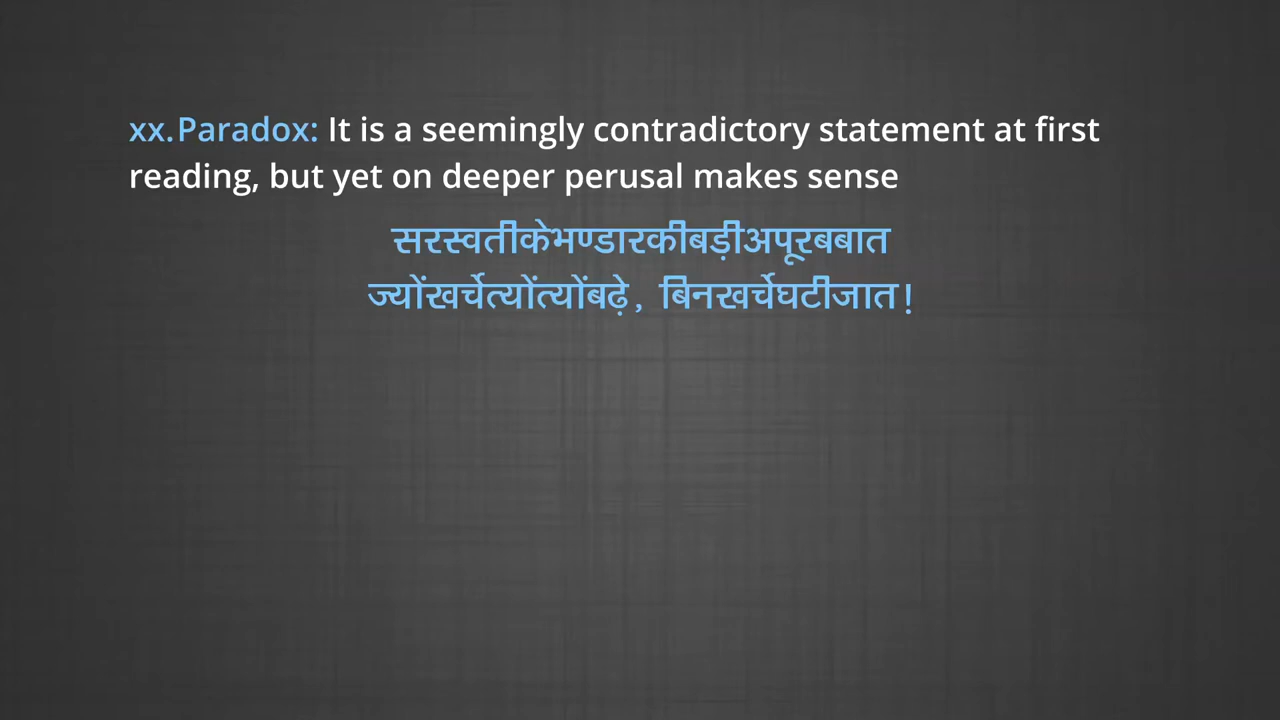 xx. Paradox: It is a seemingly contradictory statement at first
reading, but yet on deeper perusal makes sense
सरस्वतीकेभण्डारकीबड़ीअपूरबबात
ज्योंखर्चेत्योंत्योंबढ़े, बिनखर्चेघटीजात!